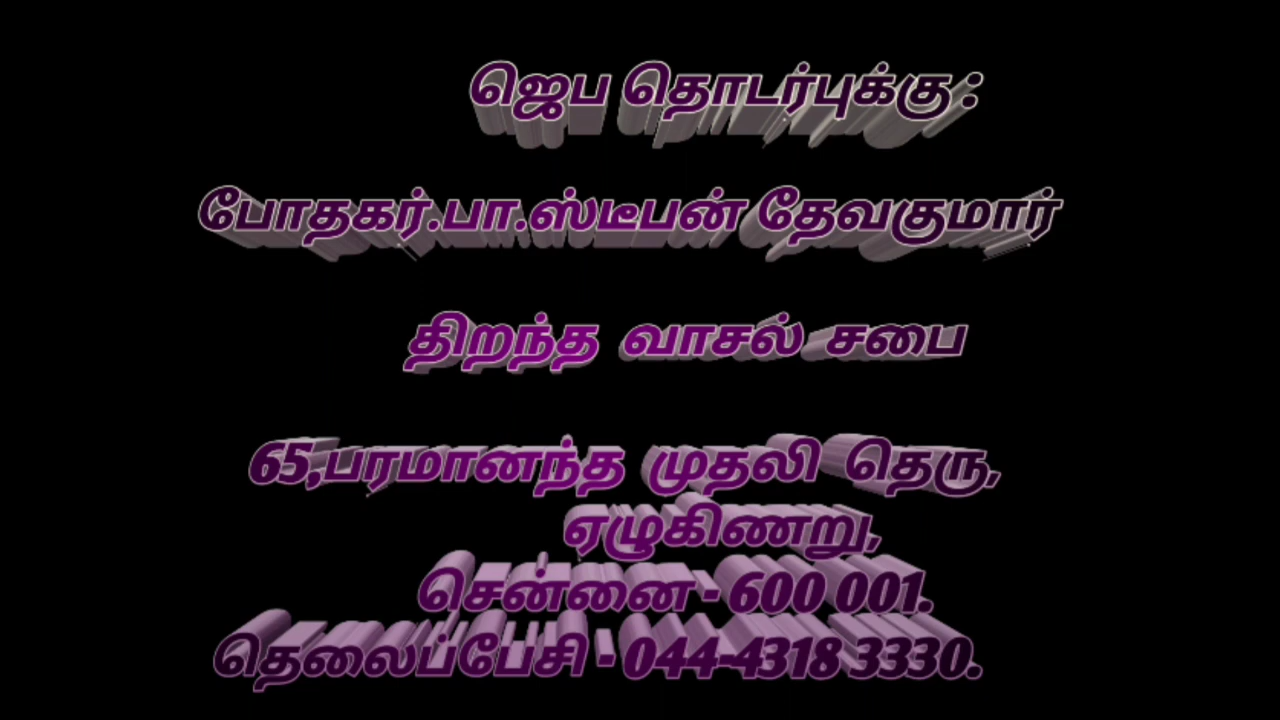 ஜெப தொடர்புக்கு :
போதகர்.பா.ஸ்டீபன் தேவகுமார்
திறந்த வாசல் சபை
65,பரமானந்த முதலி தெரு,
ஏழுகிணறு,
சென்னை - 600 001.
தெலைப்பேசி - 044-4318 3330.